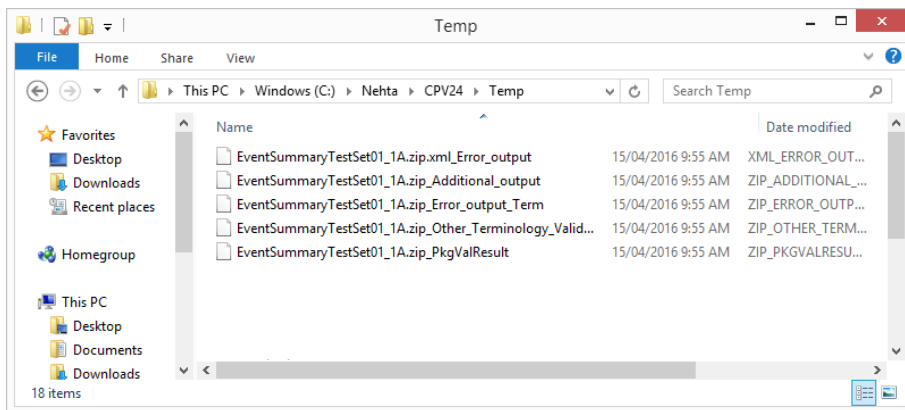 Temp
File Home Share View
This PC Windows (C:) Nehta CPV24 Temp Search Temp
Favorites
Desktop
Downloads
Recent places
Homegroup
This PC
Desktop
Documents
Downloads
Name Date modified
EventSummaryTestSet01_1A.zip.xml_Error_output 15/04/2016 9:55 AM XML_ERROR_OUT...
EventSummaryTestSet01_1A.zip_Additional_output 15/04/2016 9:55 AM ZIP_ADDITIONAL_...
EventSummaryTestSet01_1A.zip_Error_output_Term 15/04/2016 9:55 AM ZIP_ERROR_OUTP...
EventSummaryTestSet01_1A.zip_Other_Terminology_Valid... 15/04/2016 9:55 AM ZIP_OTHER_TERM...
EventSummaryTestSet01_1A.zip_PkgValResult 15/04/2016 9:55 AM ZIP_PKGVALRESU...
18 items